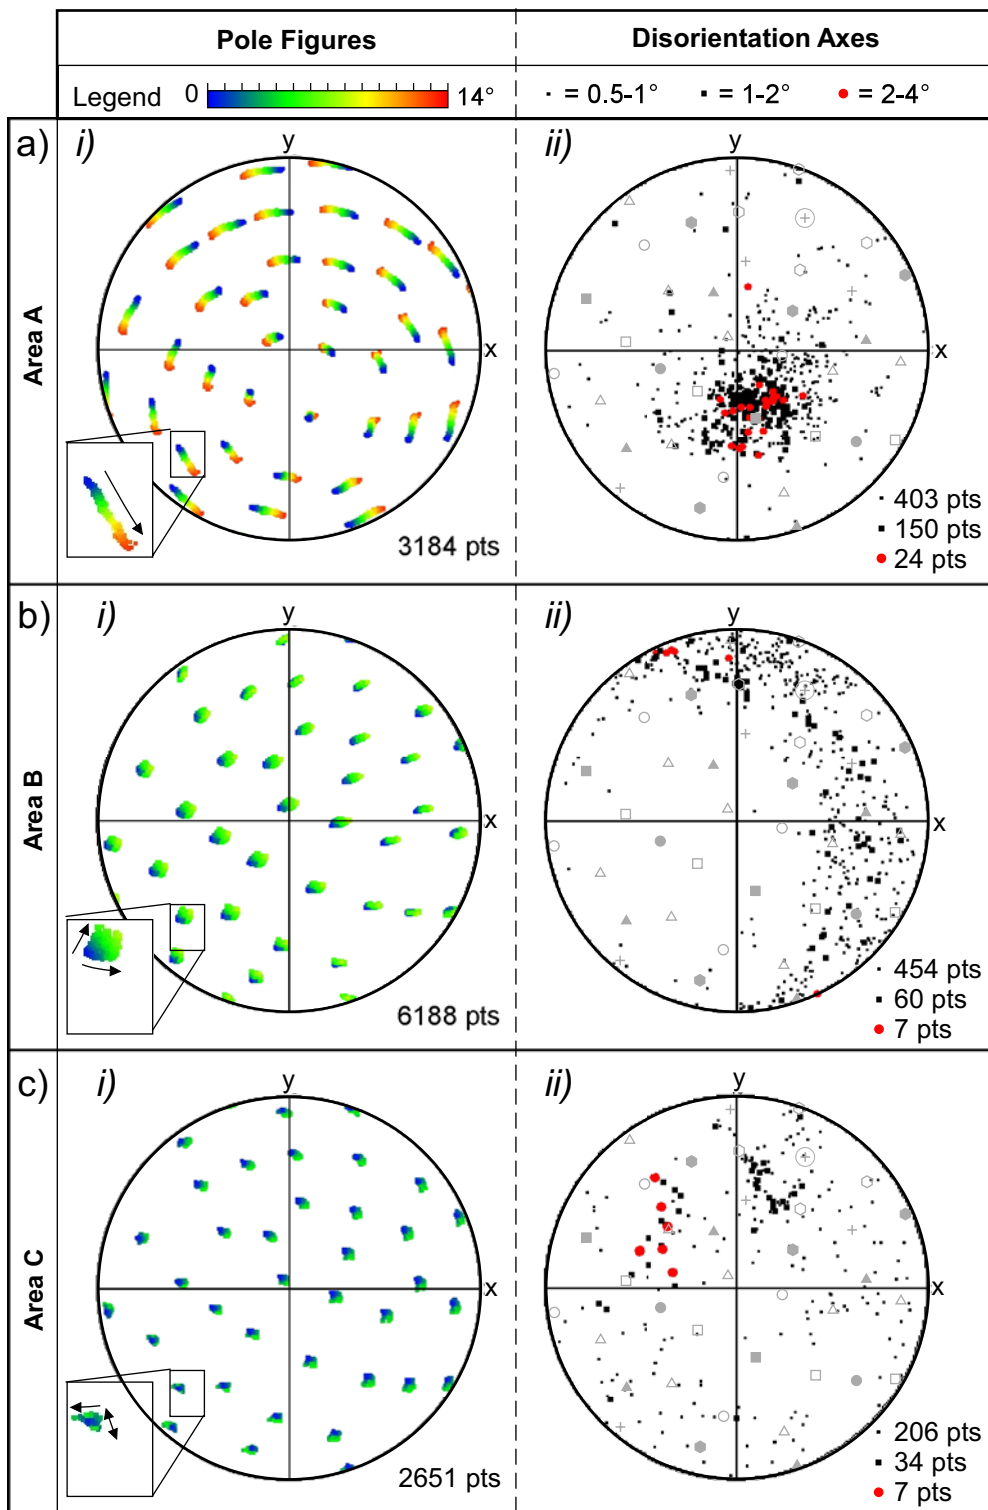 Pole Figures
Disorientation Axes
Legend 0 14°
= 0.5-1° = 1-2° = 2-4°
a) i) y
ii) y
Area A
x
x
3184 pts
403 pts
150 pts
24 pts
b) i) y
ii) y
Area B
x
x
6188 pts
454 pts
60 pts
7 pts
c) i) y
ii) y
Area C
x
x
2651 pts
206 pts
34 pts
7 pts